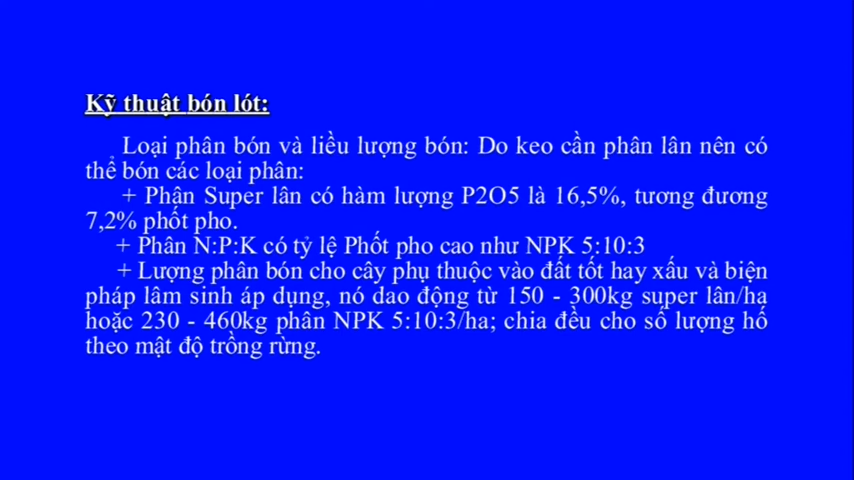 Kỹ thuật bón lót:
Loại phân bón và liều lượng bón: Do keo cần phân lân nên có
thể bón các loại phân:
+ Phân Super lân có hàm lượng P2O5 là 16,5%, tương đương
7,2% phốt pho.
+ Phân N:P:K có tỷ lệ Phốt pho cao như NPK 5:10:3
+ Lượng phân bón cho cây phụ thuộc vào đất tốt hay xấu và biện
pháp lâm sinh áp dụng, nó dao động từ 150 - 300kg super lân/ha
hoặc 230 - 460kg phân NPK 5:10:3/ha; chia đều cho số lượng hố
theo mật độ trồng rừng.